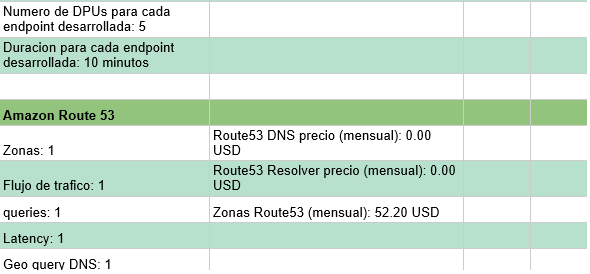 Numero de DPUs para cada
endpoint desarrollada: 5
Duracion para cada endpoint
desarrollada: 10 minutos
Amazon Route 53
Zonas: 1
Route53 DNS precio (mensual): 0.00
USD
Flujo de trafico: 1
Route53 Resolver precio (mensual): 0.00
USD
queries: 1
Zonas Route53 (mensual): 52.20 USD
Latency: 1
Geo query DNS: 1